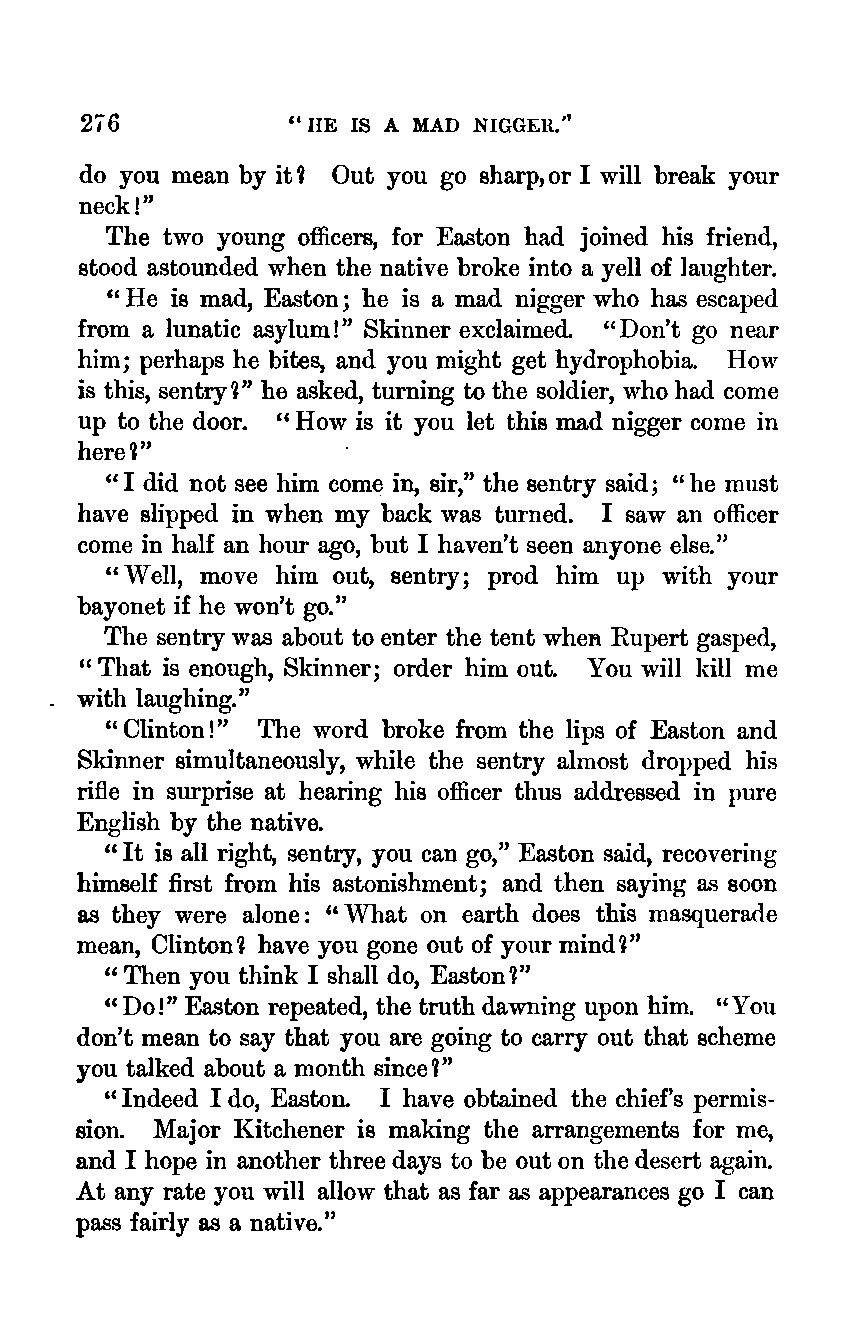 276 "HE IS A MAD NIGGER."
do you mean by it? Out you go sharp, or I will break your
neck!"
The two young officers, for Easton had joined his friend,
stood astounded when the native broke into a yell of laughter.
"He is mad, Easton; he is a mad nigger who has escaped
from a lunatic asylum!" Skinner exclaimed. "Don't go near
him; perhaps he bites, and you might get hydrophobia. How
is this, sentry?" he asked, turning to the soldier, who had come
up to the door. "How is it you let this mad nigger come in
here?"
"I did not see him come in, sir," the sentry said; "he must
have slipped in when my back was turned. I saw an officer
come in half an hour ago, but I haven't seen anyone else."
"Well, move him out, sentry; prod him up with your
bayonet if he won't go."
The sentry was about to enter the tent when Rupert gasped,
"That is enough, Skinner; order him out. You will kill me
with laughing."
"Clinton!" The word broke from the lips of Easton and
Skinner simultaneously, while the sentry almost dropped his
rifle in surprise at hearing his officer thus addressed in pure
English by the native.
"It is all right, sentry, you can go," Easton said, recovering
himself first from his astonishment; and then saying as soon
as they were alone: "What on earth does this masquerade
mean, Clinton? have you gone out of your mind?"
"Then you think I shall do, Easton?"
"Do!" Easton repeated, the truth dawning upon him. "You
don't mean to say that you are going to carry out that scheme
you talked about a month since?"
"Indeed I do, Easton. I have obtained the chief's permis-
sion. Major Kitchener is making the arrangements for me,
and I hope in another three days to be out on the desert again.
At any rate you will allow that as far as appearances go I can
pass fairly as a native."